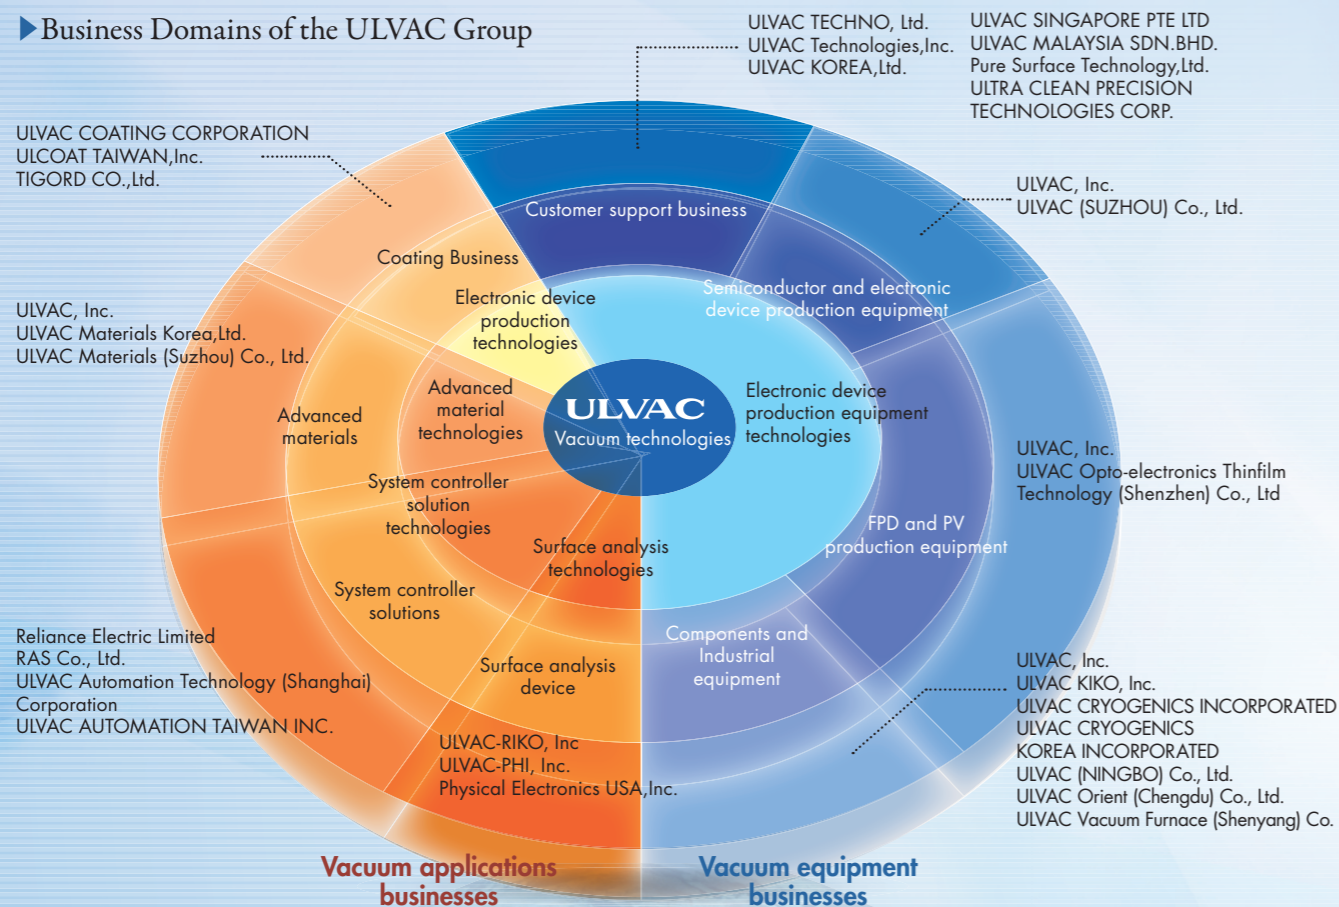 Business Domains of the ULVAC Group
ULVAC TECHNO, Ltd.
ULVAC Technologies,Inc.
ULVAC KOREA,Ltd.
ULVAC SINGAPORE PTE LTD
ULVAC MALAYSIA SDN.BHD.
Pure Surface Technology,Ltd.
ULTRA CLEAN PRECISION
TECHNOLOGIES CORP.
ULVAC COATING CORPORATION
ULCOAT TAIWAN,Inc.
TIGORD CO.,Ltd.
ULVAC, Inc.
ULVAC (SUZHOU) Co., Ltd.
Customer support business
Coating Business
Semiconductor and electronic
device production equipment
Electronic device
production
technologies
ULVAC, Inc.
ULVAC Materials Korea,Ltd.
ULVAC Materials (Suzhou) Co., Ltd.
Advanced
materials
Advanced
material
technologies
ULVAC
Vacuum technologies
Electronic device
production equipment
technologies
ULVAC, Inc.
ULVAC Opto-electronics Thinfilm
Technology (Shenzhen) Co., Ltd
System controller
solution
technologies
Surface analysis
technologies
FPD and PV
production equipment
System controller
solutions
Surface analysis
device
Components and
Industrial
equipment
Reliance Electric Limited
RAS Co., Ltd.
ULVAC Automation Technology (Shanghai)
Corporation
ULVAC AUTOMATION TAIWAN INC.
ULVAC-RIKO, Inc
ULVAC-PHI, Inc.
Physical Electronics USA,Inc.
ULVAC, Inc.
ULVAC KIKO, Inc.
ULVAC CRYOGENICS INCORPORATED
ULVAC CRYOGENICS
KOREA INCORPORATED
ULVAC (NINGBO) Co., Ltd.
ULVAC Orient (Chengdu) Co., Ltd.
ULVAC Vacuum Furnace (Shenyang) Co.
Vacuum applications
businesses
Vacuum equipment
businesses